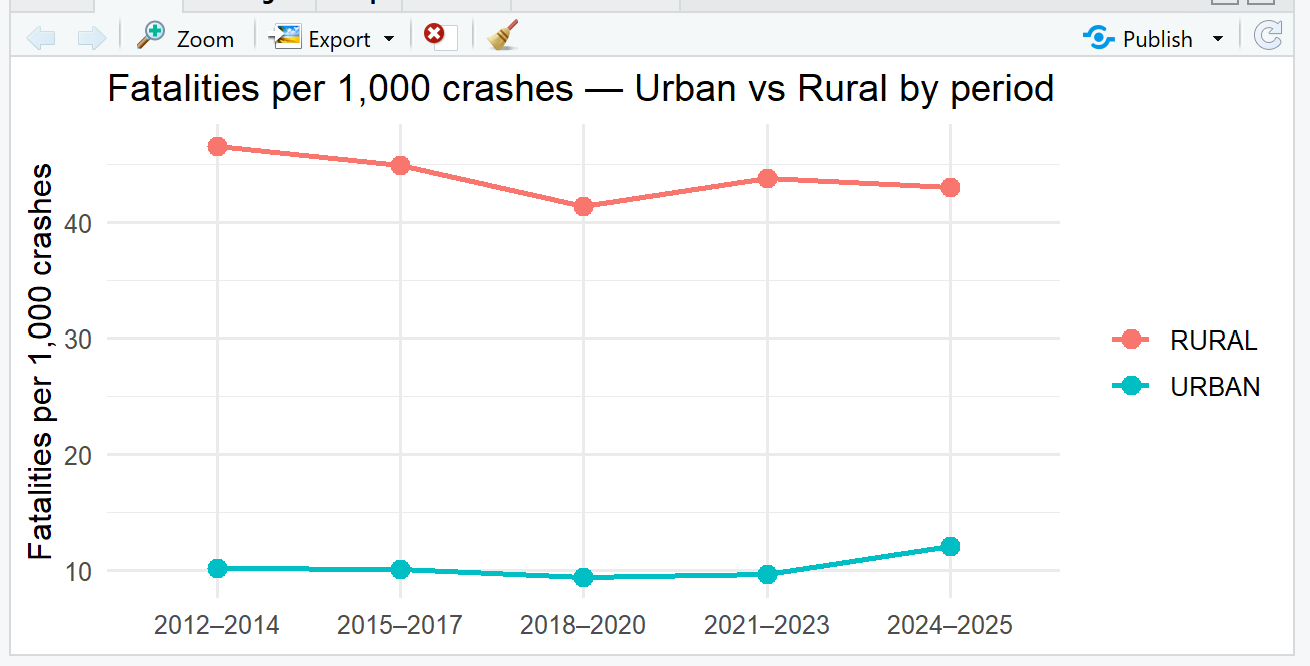 Zoom Export Publish
Fatalities per 1,000 crashes — Urban vs Rural by period
Fatalities per 1,000 crashes
40
30
20
10
2012–2014 2015–2017 2018–2020 2021–2023 2024–2025
RURAL
URBAN